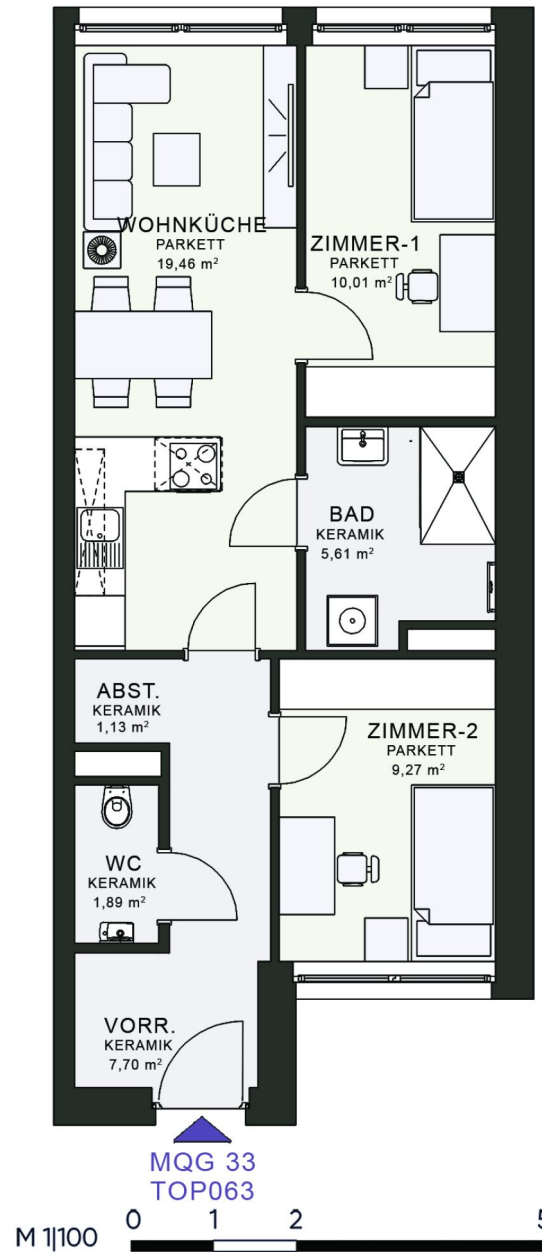 WOHNKÜCHE
PARKETT
19,46 m²
ZIMMER-1
PARKETT
10,01 m²
BAD
KERAMIK
5,61 m²
ABST.
KERAMIK
1,13 m²
ZIMMER-2
PARKETT
9,27 m²
WC
KERAMIK
1,89 m²
VORR.
KERAMIK
7,70 m²
MQG 33
TOP063
M 1|100 0 1 2 5